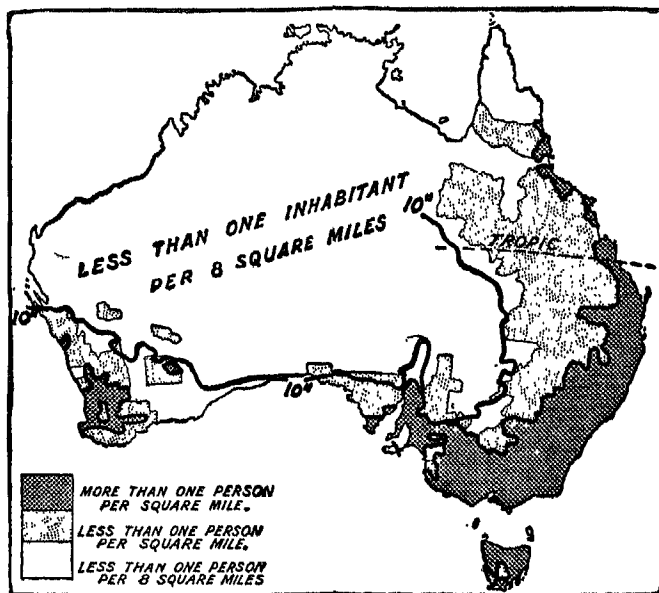 LESS THAN ONE INHABITANT
PER 8 SQUARE MILES
10"
TROPIC
10"
10"
MORE THAN ONE PERSON
PER SQUARE MILE.
LESS THAN ONE PERSON
PER SQUARE MILE.
LESS THAN ONE PERSON
PER 8 SQUARE MILES